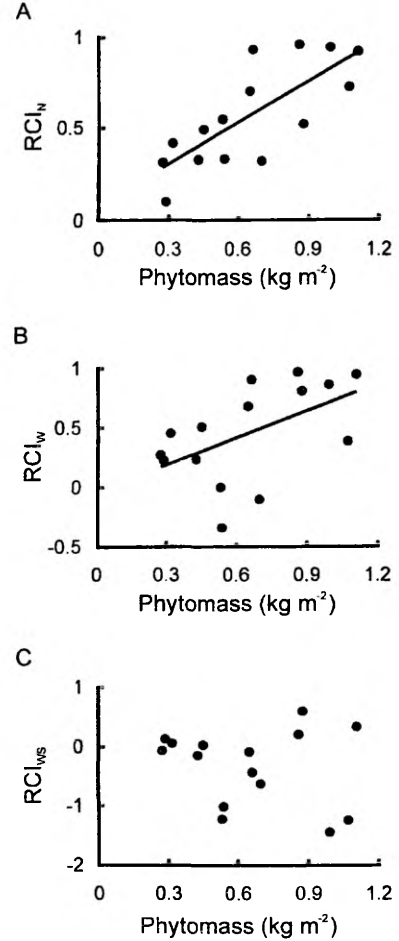 A
1
0.5
0
RCI_N
0 0.3 0.6 0.9 1.2
Phytomass (kg m⁻²)
B
1
0.5
0
-0.5
RCI_W
0 0.3 0.6 0.9 1.2
Phytomass (kg m⁻²)
C
1
0
-1
-2
RCI_WS
0 0.3 0.6 0.9 1.2
Phytomass (kg m⁻²)